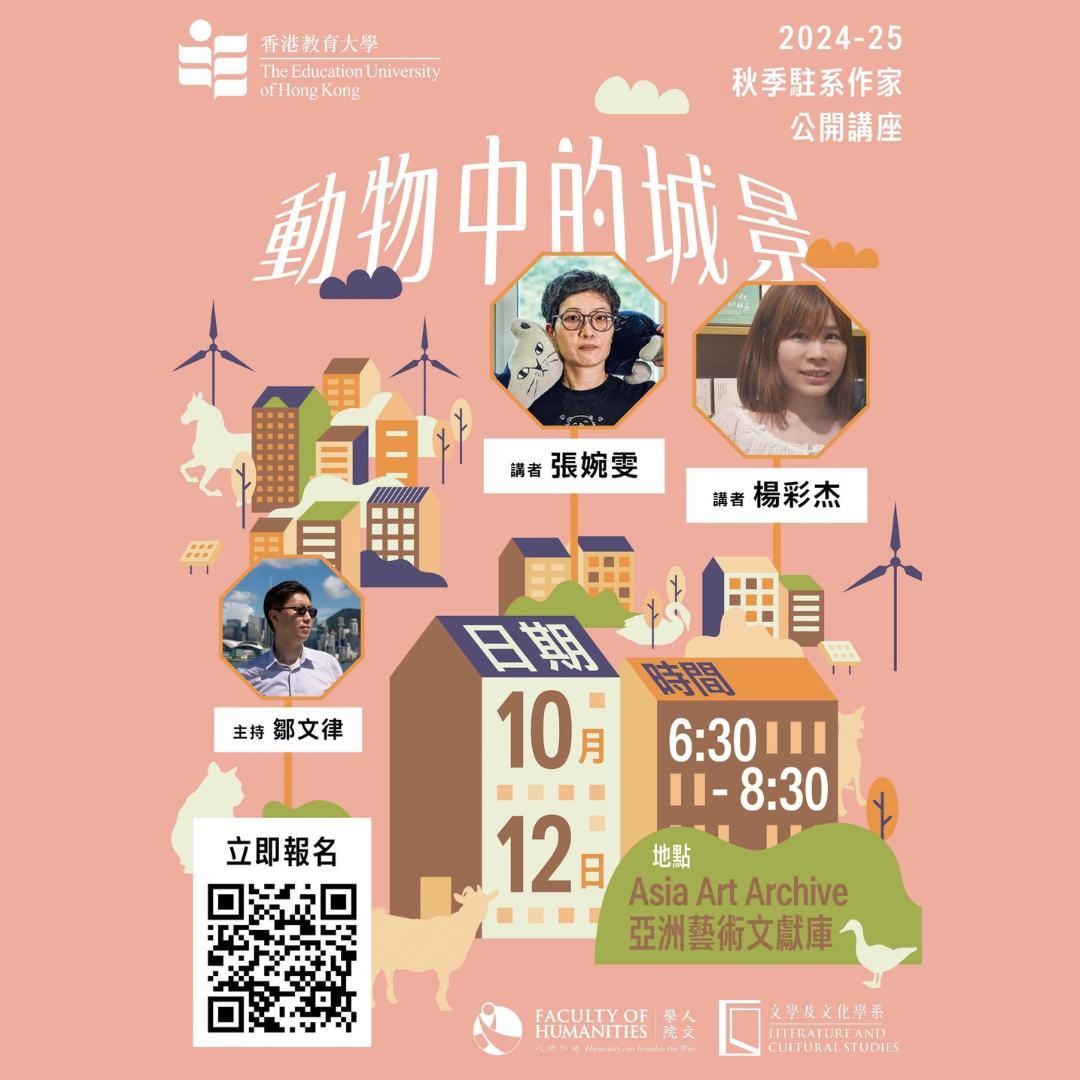 香港教育大學
The Education University
of Hong Kong
2024-25
秋季駐系作家
公開講座
動物中的城景
講者 張婉雯
講者 楊彩杰
主持 鄒文律
日期
10月
12日
時間
6:30
- 8:30
地點
Asia Art Archive
亞洲藝術文獻庫
立即報名
FACULTY OF
HUMANITIES
人文
學院
Humanity can broaden the Way
文學及文化學系
LITERATURE AND
CULTURAL STUDIES